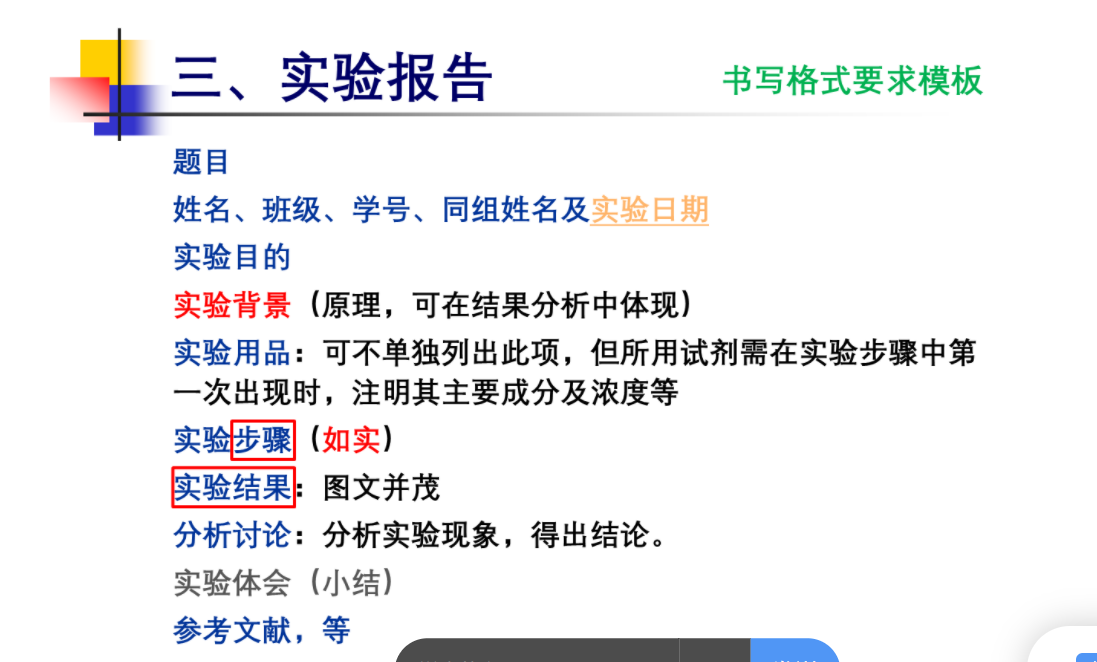 三、实验报告
书写格式要求模板
题目
姓名、班级、学号、同组姓名及实验日期
实验目的
实验背景（原理，可在结果分析中体现）
实验用品：可不单独列出此项，但所用试剂需在实验步骤中第
一次出现时，注明其主要成分及浓度等
实验步骤（如实）
实验结果：图文并茂
分析讨论：分析实验现象，得出结论。
实验体会（小结）
参考文献，等